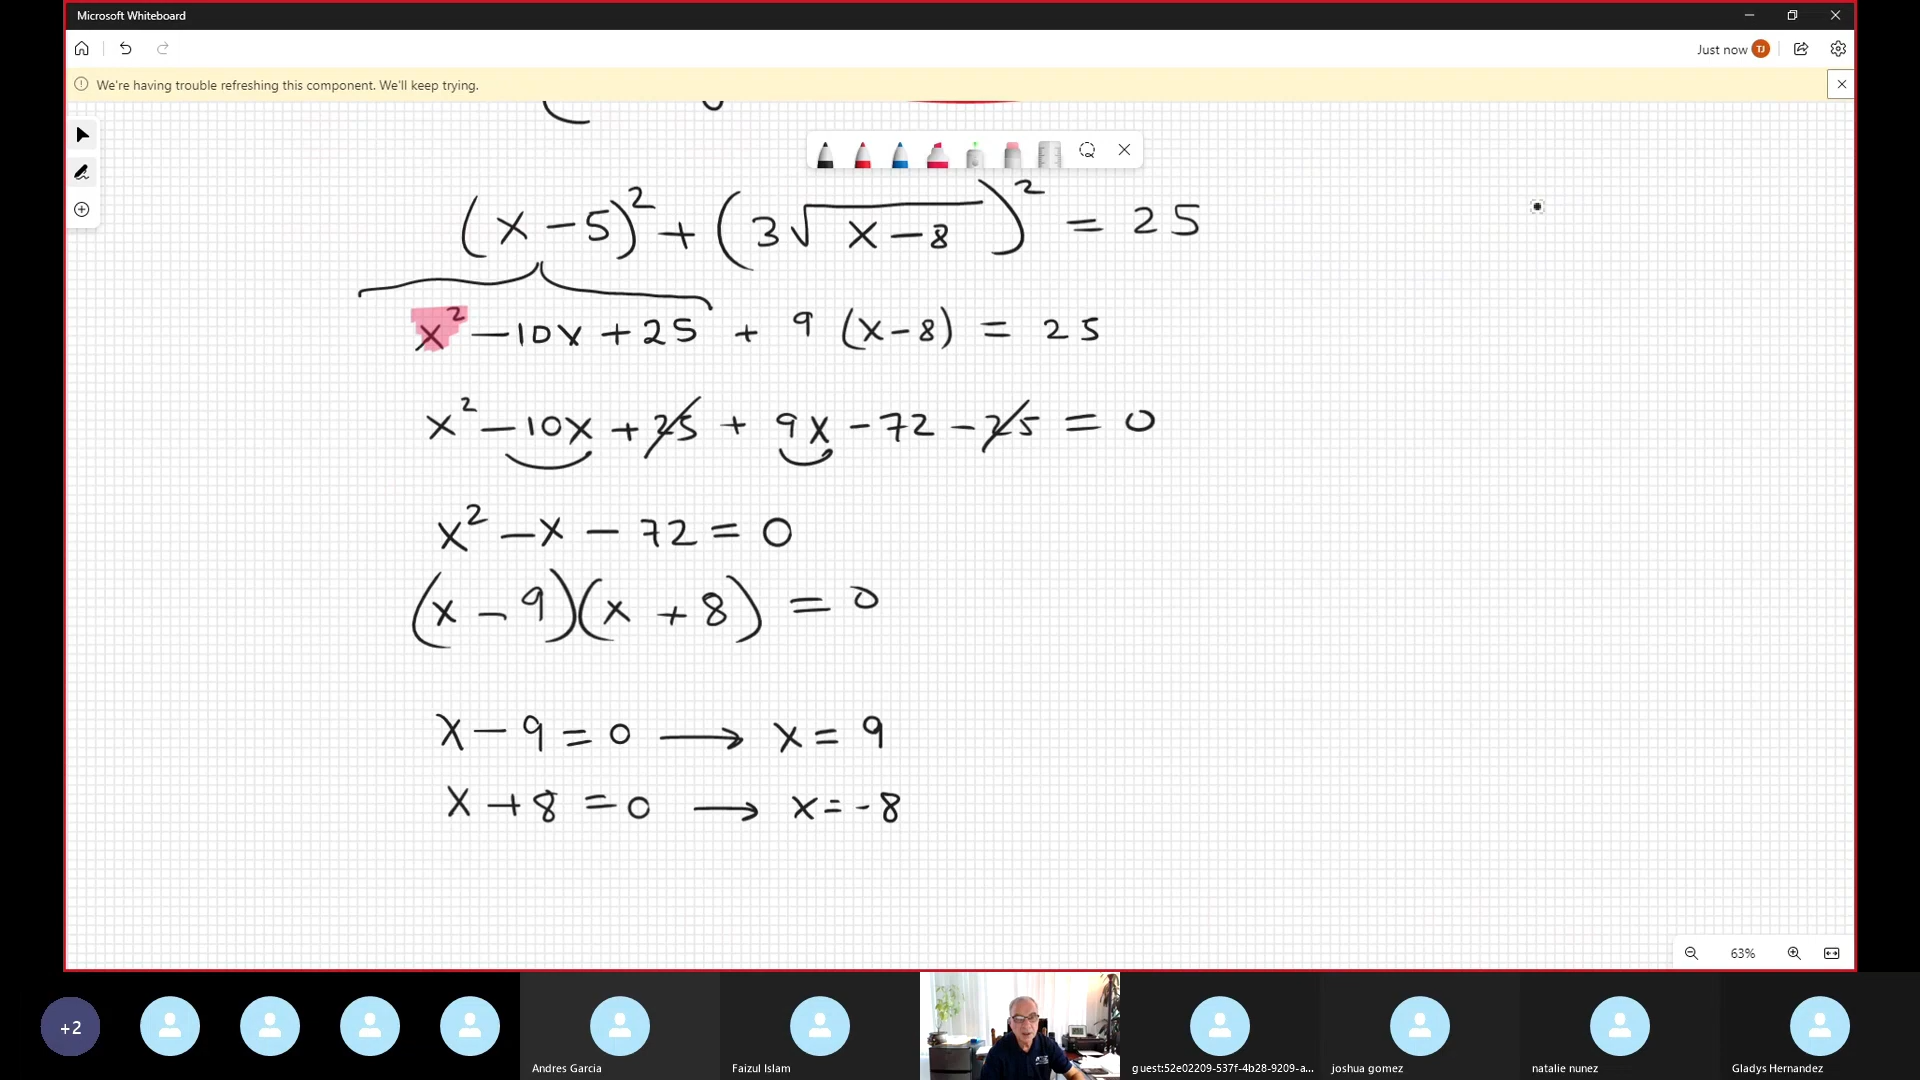 Microsoft Whiteboard
Just now TJ
We're having trouble refreshing this component. We'll keep trying.
(x-5)² + (3√x-8)² = 25
x² -10x +25 + 9 (x-8) = 25
x² -10x +25 + 9x -72 -25 = 0
x² -x - 72 = 0
(x - 9)(x + 8) = 0
x-9=0 → x = 9
x+8=0 → x=-8
63%
+2
Andres Garcia
Faizul Islam
guest:52e02209-537f-4b28-9209-a...
joshua gomez
natalie nunez
Gladys Hernandez